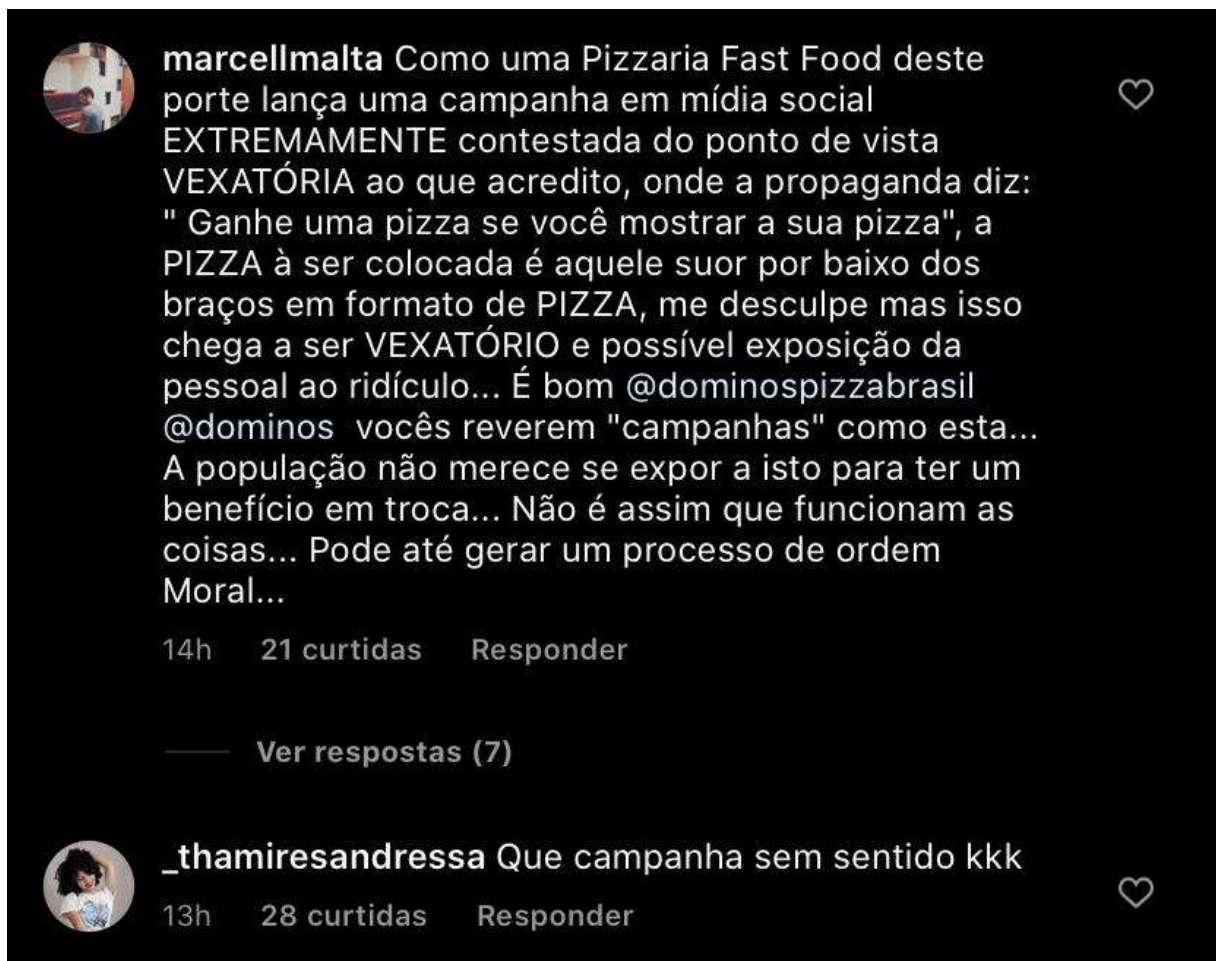 marcellmalta Como uma Pizzaria Fast Food deste
porte lança uma campanha em mídia social
EXTREMAMENTE contestada do ponto de vista
VEXATÓRIA ao que acredito, onde a propaganda diz:
" Ganhe uma pizza se você mostrar a sua pizza", a
PIZZA à ser colocada é aquele suor por baixo dos
braços em formato de PIZZA, me desculpe mas isso
chega a ser VEXATÓRIO e possível exposição da
pessoal ao ridículo... É bom @dominospizzabrasil
@dominos vocês reverem "campanhas" como esta...
A população não merece se expor a isto para ter um
benefício em troca... Não é assim que funcionam as
coisas... Pode até gerar um processo de ordem
Moral...
14h 21 curtidas Responder
Ver respostas (7)
_thamiresandressa Que campanha sem sentido kkk
13h 28 curtidas Responder